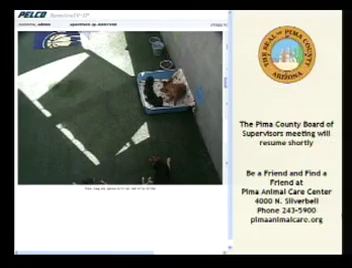 PELCO
THE SEAL OF PIMA COUNTY
ARIZONA
The Pima County Board of
Supervisors meeting will
resume shortly
Be a Friend and Find a
Friend at
Pima Animal Care Center
4000 N. Silverbell
Phone 243-5900
pimaanimalcare.org